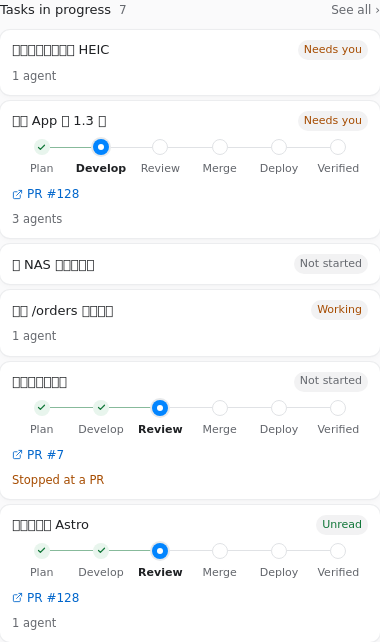 Tasks in progress 7
See all ›
HEIC
Needs you
1 agent
App
1.3
Needs you
Plan Develop Review Merge Deploy Verified
PR #128
3 agents
NAS
Not started
/orders
Working
1 agent
Not started
Plan Develop Review Merge Deploy Verified
PR #7
Stopped at a PR
Astro
Unread
Plan Develop Review Merge Deploy Verified
PR #128
1 agent